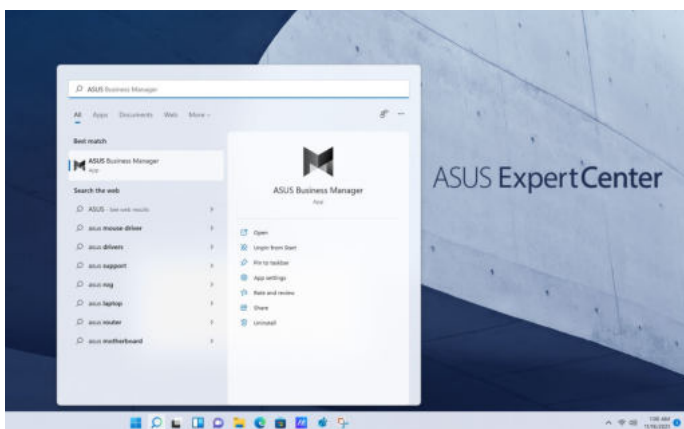 ASUS Business Manager
All Apps Documents Web More
Best match
ASUS Business Manager
App
Search the web
ASUS - See web results
asus mouse driver
asus drivers
asus support
asus rog
asus laptop
asus router
asus motherboard
ASUS Business Manager
App
Open
Unpin from Start
Pin to taskbar
App settings
Rate and review
Share
Uninstall
ASUS ExpertCenter